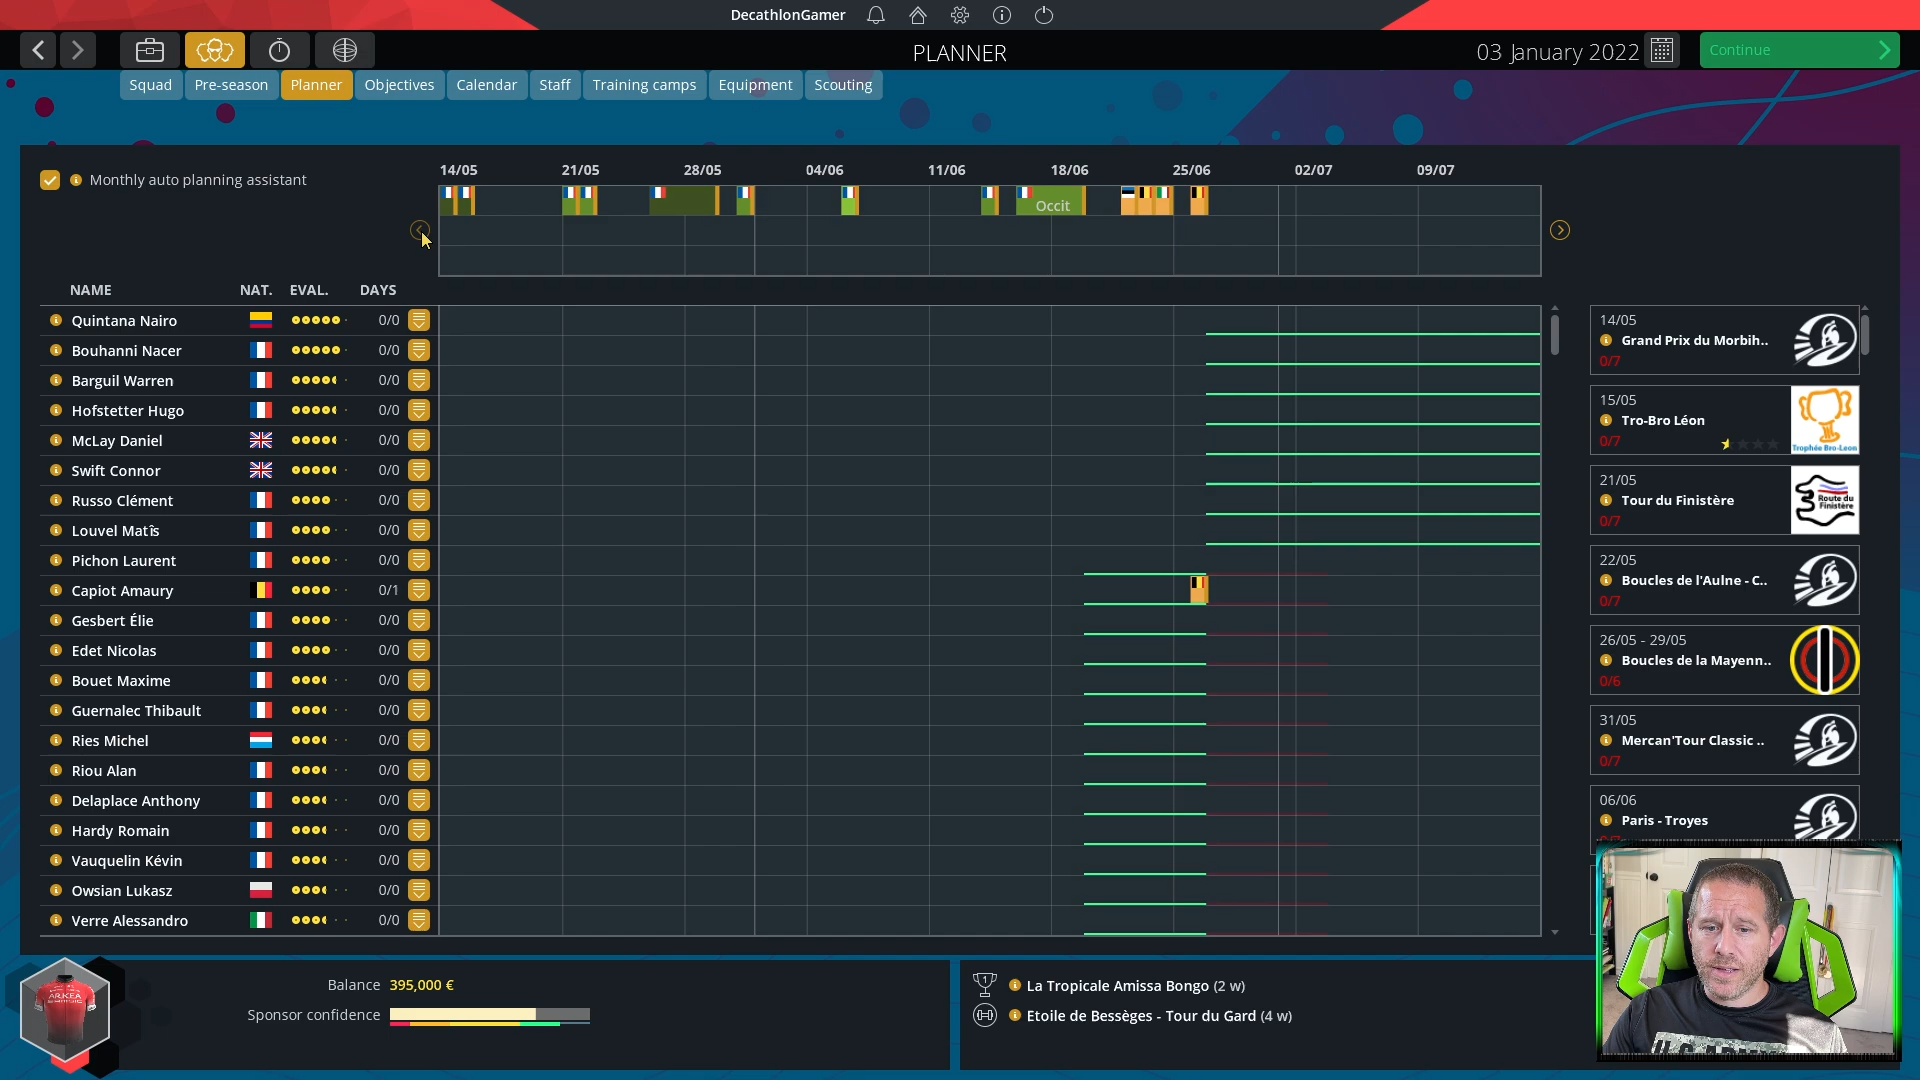 DecathlonGamer
PLANNER
03 January 2022
Continue
Squad
Pre-season
Planner
Objectives
Calendar
Staff
Training camps
Equipment
Scouting
Monthly auto planning assistant
14/05 21/05 28/05 04/06 11/06 18/06 25/06 02/07 09/07
Occit
NAME NAT. EVAL. DAYS
Quintana Nairo 0/0
Bouhanni Nacer 0/0
Barguil Warren 0/0
Hofstetter Hugo 0/0
McLay Daniel 0/0
Swift Connor 0/0
Russo Clément 0/0
Louvel Matîs 0/0
Pichon Laurent 0/0
Capiot Amaury 0/1
Gesbert Élie 0/0
Edet Nicolas 0/0
Bouet Maxime 0/0
Guernalec Thibault 0/0
Ries Michel 0/0
Riou Alan 0/0
Delaplace Anthony 0/0
Hardy Romain 0/0
Vauquelin Kévin 0/0
Owsian Lukasz 0/0
Verre Alessandro 0/0
14/05
Grand Prix du Morbih..
0/7
15/05
Tro-Bro Léon
0/7
Trophée Bro-Leon
21/05
Tour du Finistère
0/7
Route du
Finistère
22/05
Boucles de l'Aulne - C..
0/7
26/05 - 29/05
Boucles de la Mayenn..
0/6
31/05
Mercan'Tour Classic ..
0/7
06/06
Paris - Troyes
Balance 395,000 €
Sponsor confidence
ARKEA
La Tropicale Amissa Bongo (2 w)
Etoile de Bessèges - Tour du Gard (4 w)